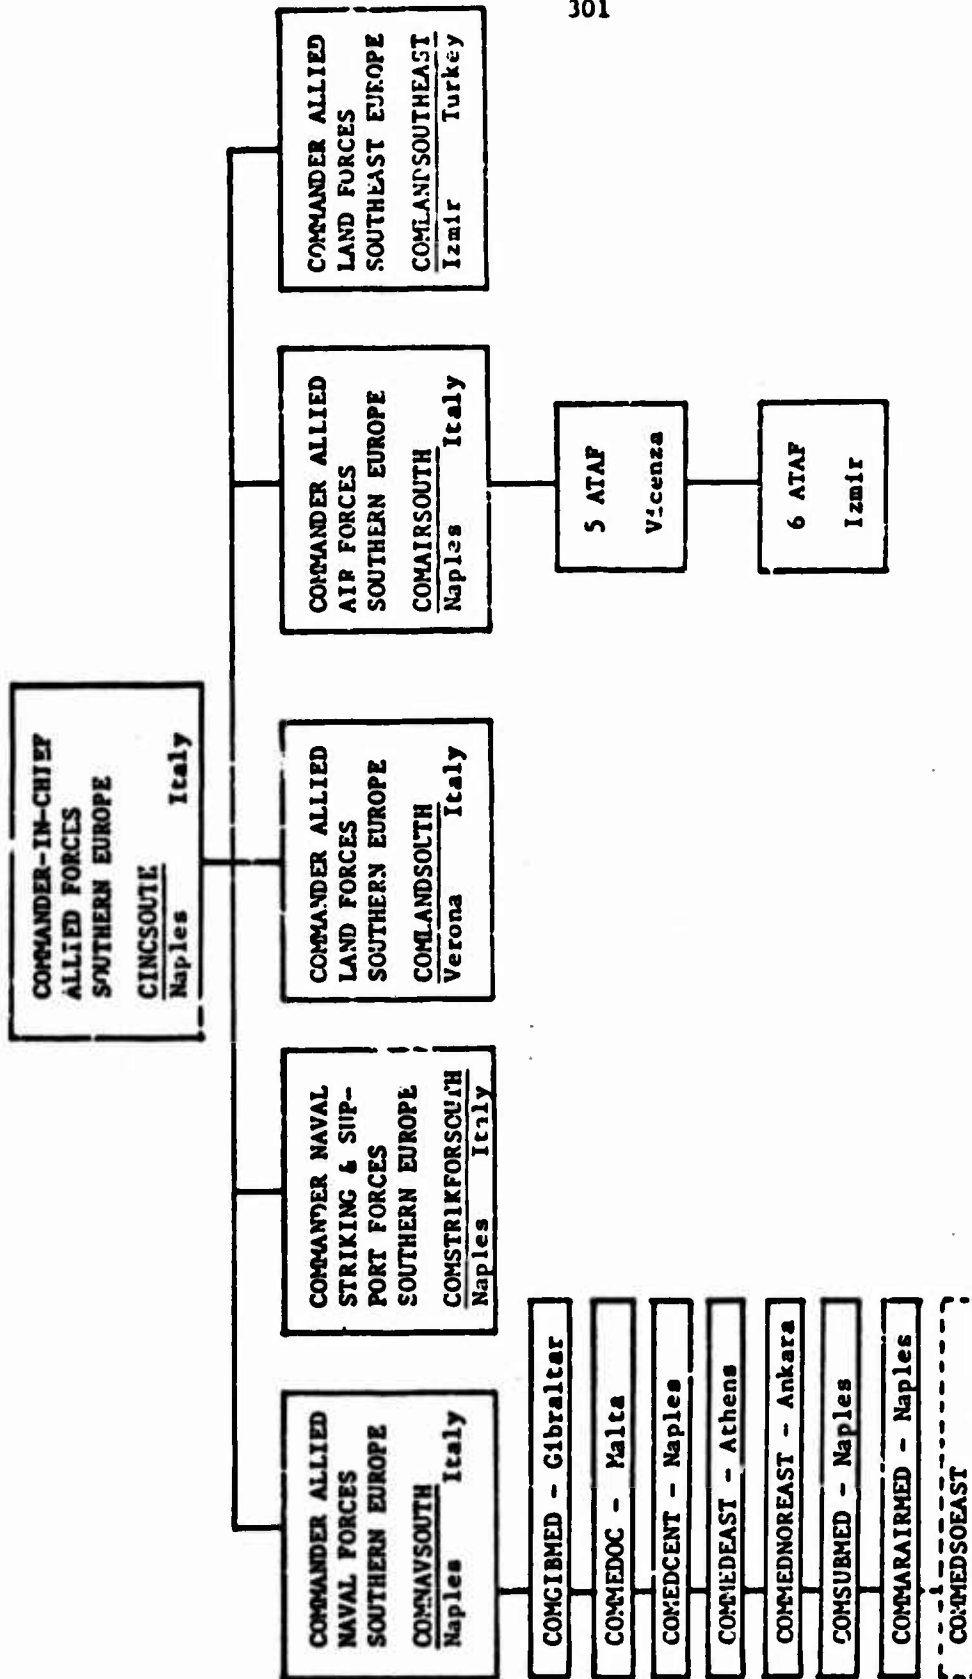 301
COMMANDER-IN-CHIEF
ALLIED FORCES
SOUTHERN EUROPE
CINCSOUTE
Naples Italy
COMMANDER ALLIED
NAVAL FORCES
SOUTHERN EUROPE
COMNAVSOUTH
Naples Italy
COMMANDER NAVAL
STRIKING & SUP-
PORT FORCES
SOUTHERN EUROPE
COMSTRIKFORSOUTH
Naples Italy
COMMANDER ALLIED
LAND FORCES
SOUTHERN EUROPE
COMLANDSOUTH
Verona Italy
COMMANDER ALLIED
AIR FORCES
SOUTHERN EUROPE
COMAIRSOUTH
Naples Italy
COMMANDER ALLIED
LAND FORCES
SOUTHEAST EUROPE
COMLANDSOUTHEAST
Izmir Turkey
COMGIBMED - Gibraltar
COMMEDOC - Malta
COMEDCENT - Naples
COMMEDEAST - Athens
COMMEDNOREAST - Ankara
COMSUBMED - Naples
COMMARAIRMED - Naples
COMMEDSOEAST
5 ATAF
Vicenza
6 ATAF
Izmir